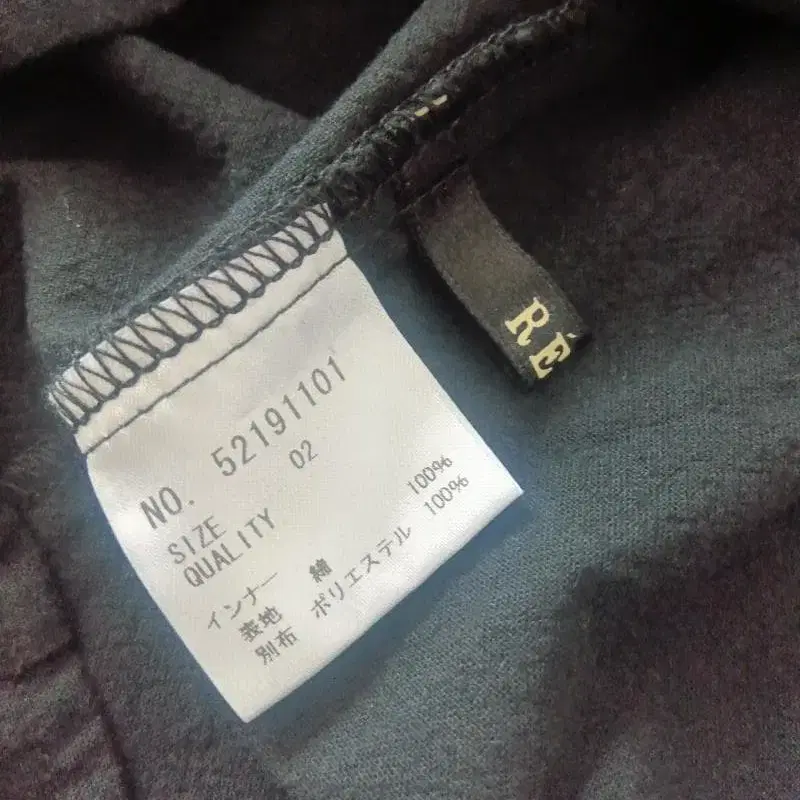 NO. 52191101
SIZE 02
QUALITY
インナー 綿 100%
表地 ポリエステル 100%
別布
RÉ